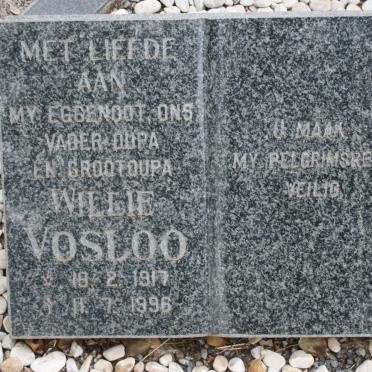 MET LIEFDE
AAN
MY EGGENOOT, ONS
VADER OUPA
EN GROOTOUPA
WILLIE
VOSLOO
* 18·2·1917
† 11·7·1996
U MAAK
MY PELGRIMSRE
VEILIG